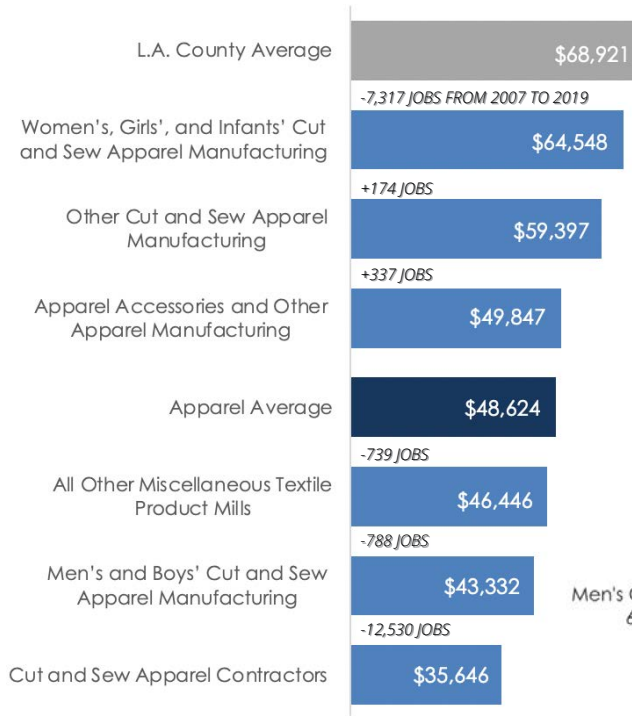 L.A. County Average
$68,921
-7,317 JOBS FROM 2007 TO 2019
Women's, Girls', and Infants' Cut
and Sew Apparel Manufacturing
$64,548
+174 JOBS
Other Cut and Sew Apparel
Manufacturing
$59,397
+337 JOBS
Apparel Accessories and Other
Apparel Manufacturing
$49,847
Apparel Average
$48,624
-739 JOBS
All Other Miscellaneous Textile
Product Mills
$46,446
-788 JOBS
Men's and Boys' Cut and Sew
Apparel Manufacturing
$43,332
Men's
-12,530 JOBS
Cut and Sew Apparel Contractors
$35,646